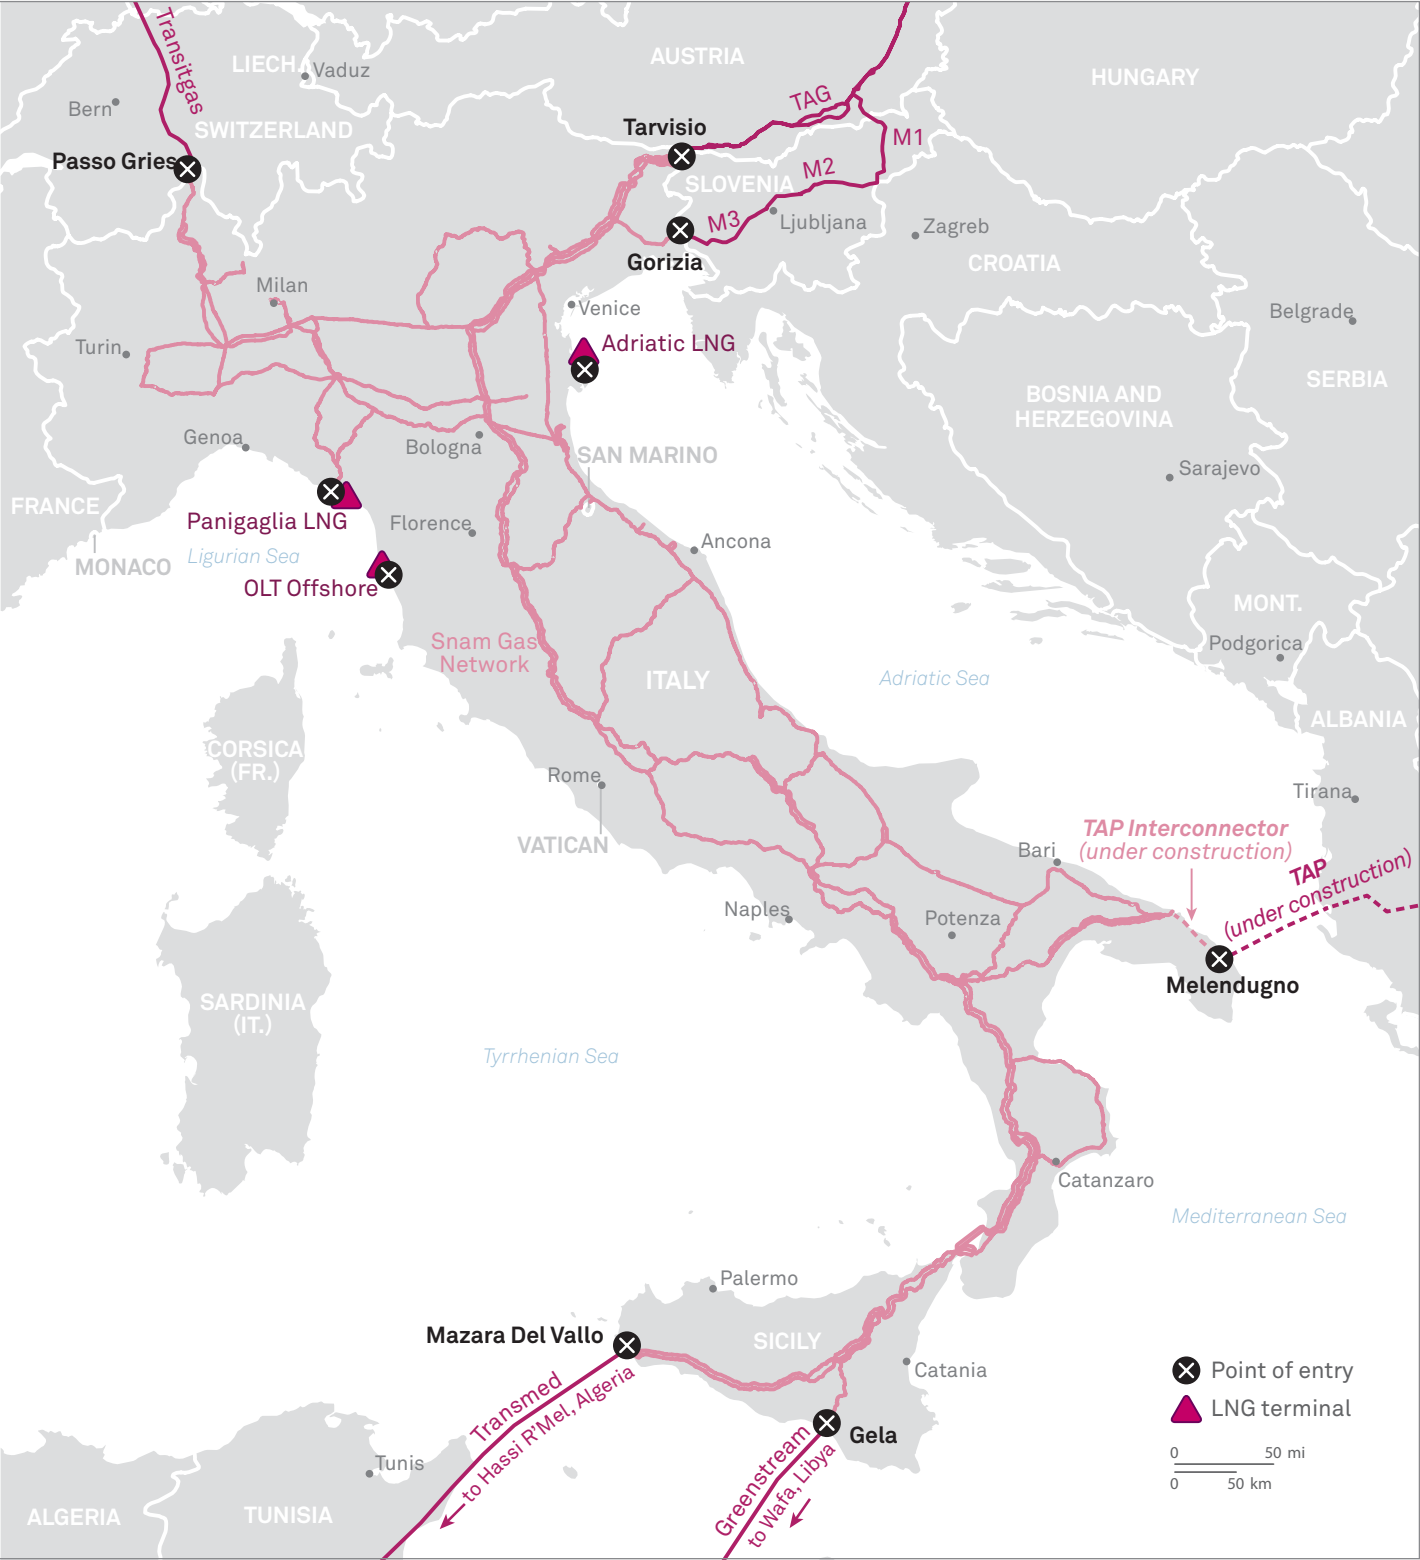 Transitgas
LIECH.
Vaduz
AUSTRIA
HUNGARY
Bern
SWITZERLAND
TAG
Tarvisio
M1
Passo Gries
M2
SLOVENIA
M3
Ljubljana
Zagreb
Gorizia
CROATIA
Milan
Venice
Belgrade
Adriatic LNG
Turin
SERBIA
BOSNIA AND
HERZEGOVINA
Genoa
Bologna
SAN MARINO
Sarajevo
FRANCE
Panigaglia LNG
Florence
Ancona
Ligurian Sea
MONACO
OLT Offshore
MONT.
Snam Gas
Network
Podgorica
ITALY
Adriatic Sea
ALBANIA
CORSICA
(FR.)
Rome
Tirana
TAP Interconnector
(under construction)
VATICAN
Bari
TAP
(under construction)
Naples
Potenza
Melendugno
SARDINIA
(IT.)
Tyrrhenian Sea
Catanzaro
Mediterranean Sea
Palermo
Mazara Del Vallo
SICILY
Catania
Transmed
to Hassi R'Mel, Algeria
Gela
Greenstream
to Wafa, Libya
Tunis
ALGERIA
TUNISIA
Point of entry
LNG terminal
0 50 mi
0 50 km